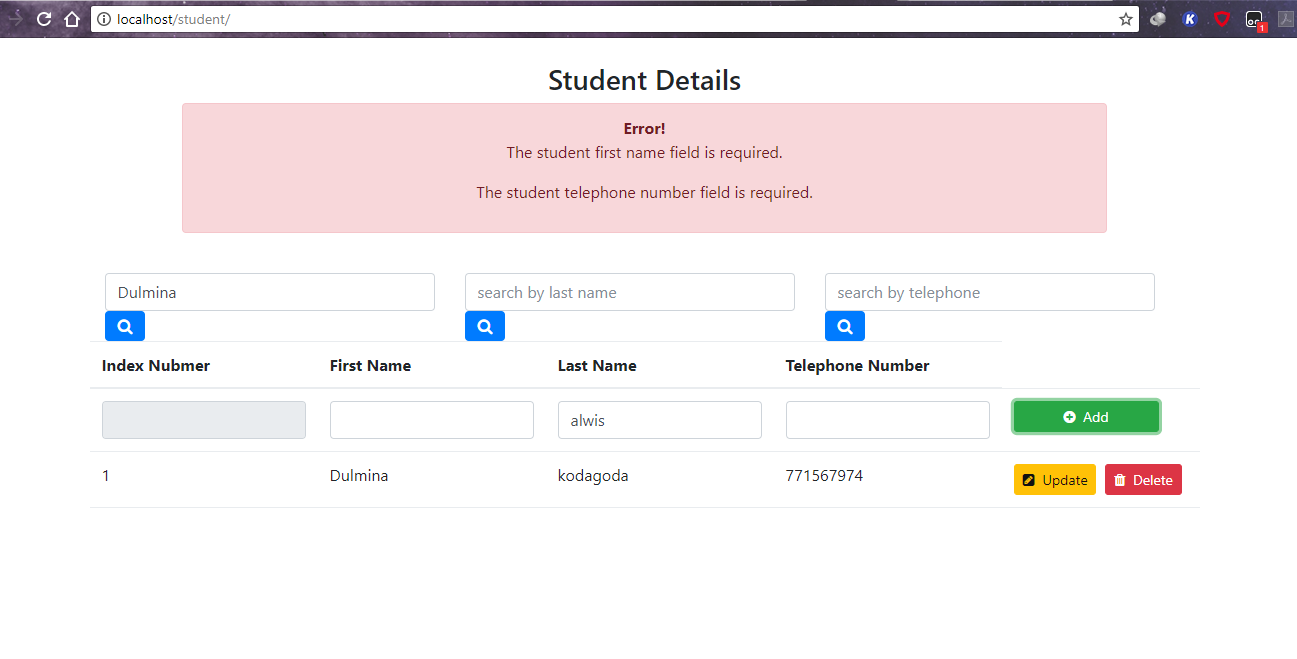 localhost/student/
K
1
Student Details
Error!
The student first name field is required.
The student telephone number field is required.
Dulmina search by last name search by telephone
Index Nubmer First Name Last Name Telephone Number
alwis Add
1 Dulmina kodagoda 771567974 Update Delete